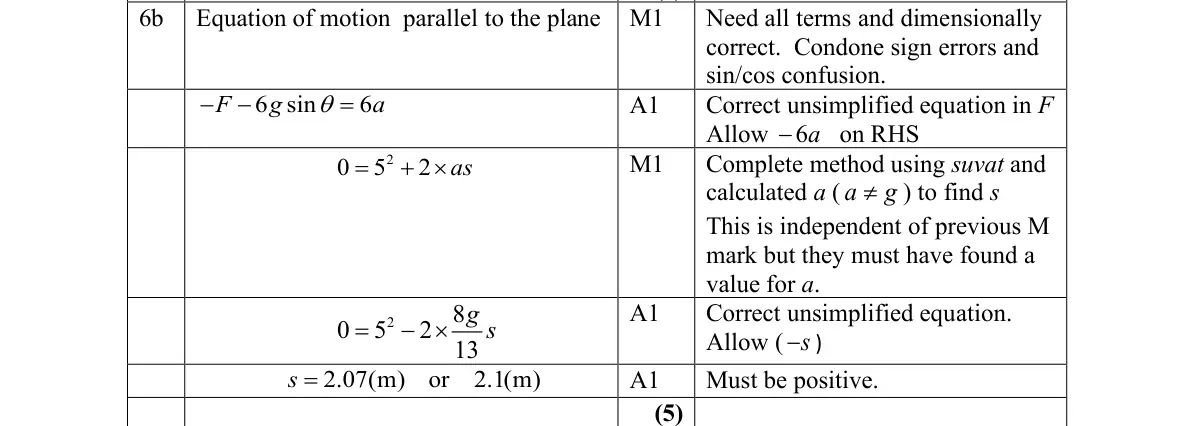 6b Equation of motion parallel to the plane M1 Need all terms and dimensionally
correct. Condone sign errors and
sin/cos confusion.
−F − 6g sin θ = 6a A1 Correct unsimplified equation in F
Allow −6a on RHS
0 = 5² + 2 × as M1 Complete method using suvat and
calculated a ( a ≠ g ) to find s
This is independent of previous M
mark but they must have found a
value for a.
0 = 5² − 2 × 8g/13 s A1 Correct unsimplified equation.
Allow (−s)
s = 2.07(m) or 2.1(m) A1 Must be positive.
(5)